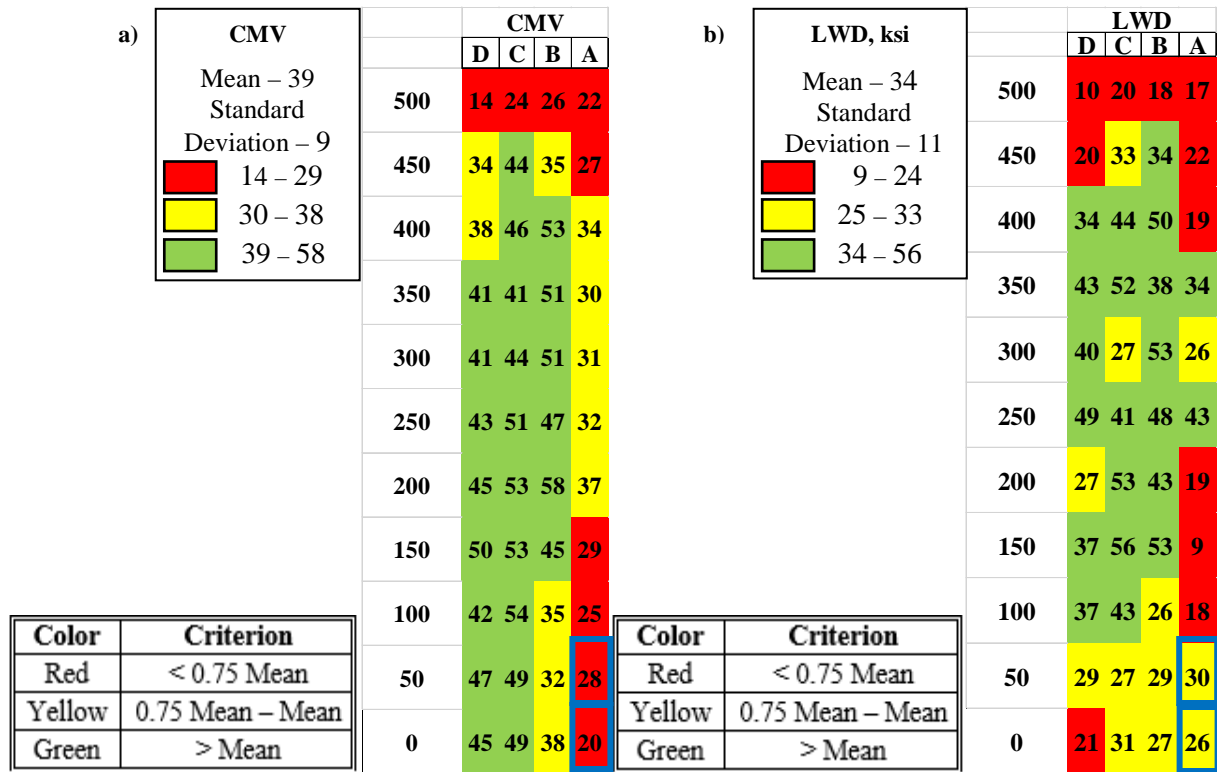 a)
CMV
Mean – 39
Standard
Deviation – 9
14 – 29
30 – 38
39 – 58
CMV
D C B A
500 14 24 26 22
450 34 44 35 27
400 38 46 53 34
350 41 41 51 30
300 41 44 51 31
250 43 51 47 32
200 45 53 58 37
150 50 53 45 29
100 42 54 35 25
50 47 49 32 28
0 45 49 38 20
Color Criterion
Red < 0.75 Mean
Yellow 0.75 Mean – Mean
Green > Mean
b)
LWD, ksi
Mean – 34
Standard
Deviation – 11
9 – 24
25 – 33
34 – 56
LWD
D C B A
500 10 20 18 17
450 20 33 34 22
400 34 44 50 19
350 43 52 38 34
300 40 27 53 26
250 49 41 48 43
200 27 53 43 19
150 37 56 53 9
100 37 43 26 18
50 29 27 29 30
0 21 31 27 26
Color Criterion
Red < 0.75 Mean
Yellow 0.75 Mean – Mean
Green > Mean